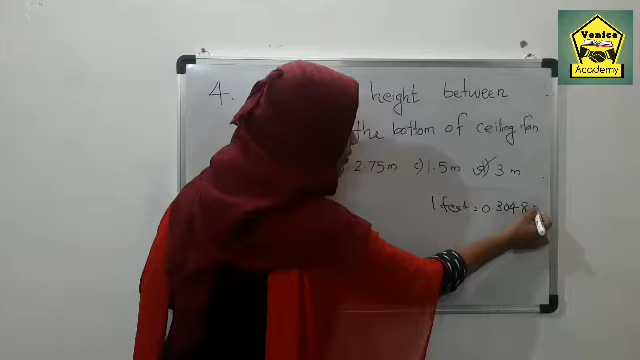 Venice
Academy
4. height between
the bottom of ceiling fan
2.75 m c) 1.5 m d) 3 m
1 feet = 0.3048